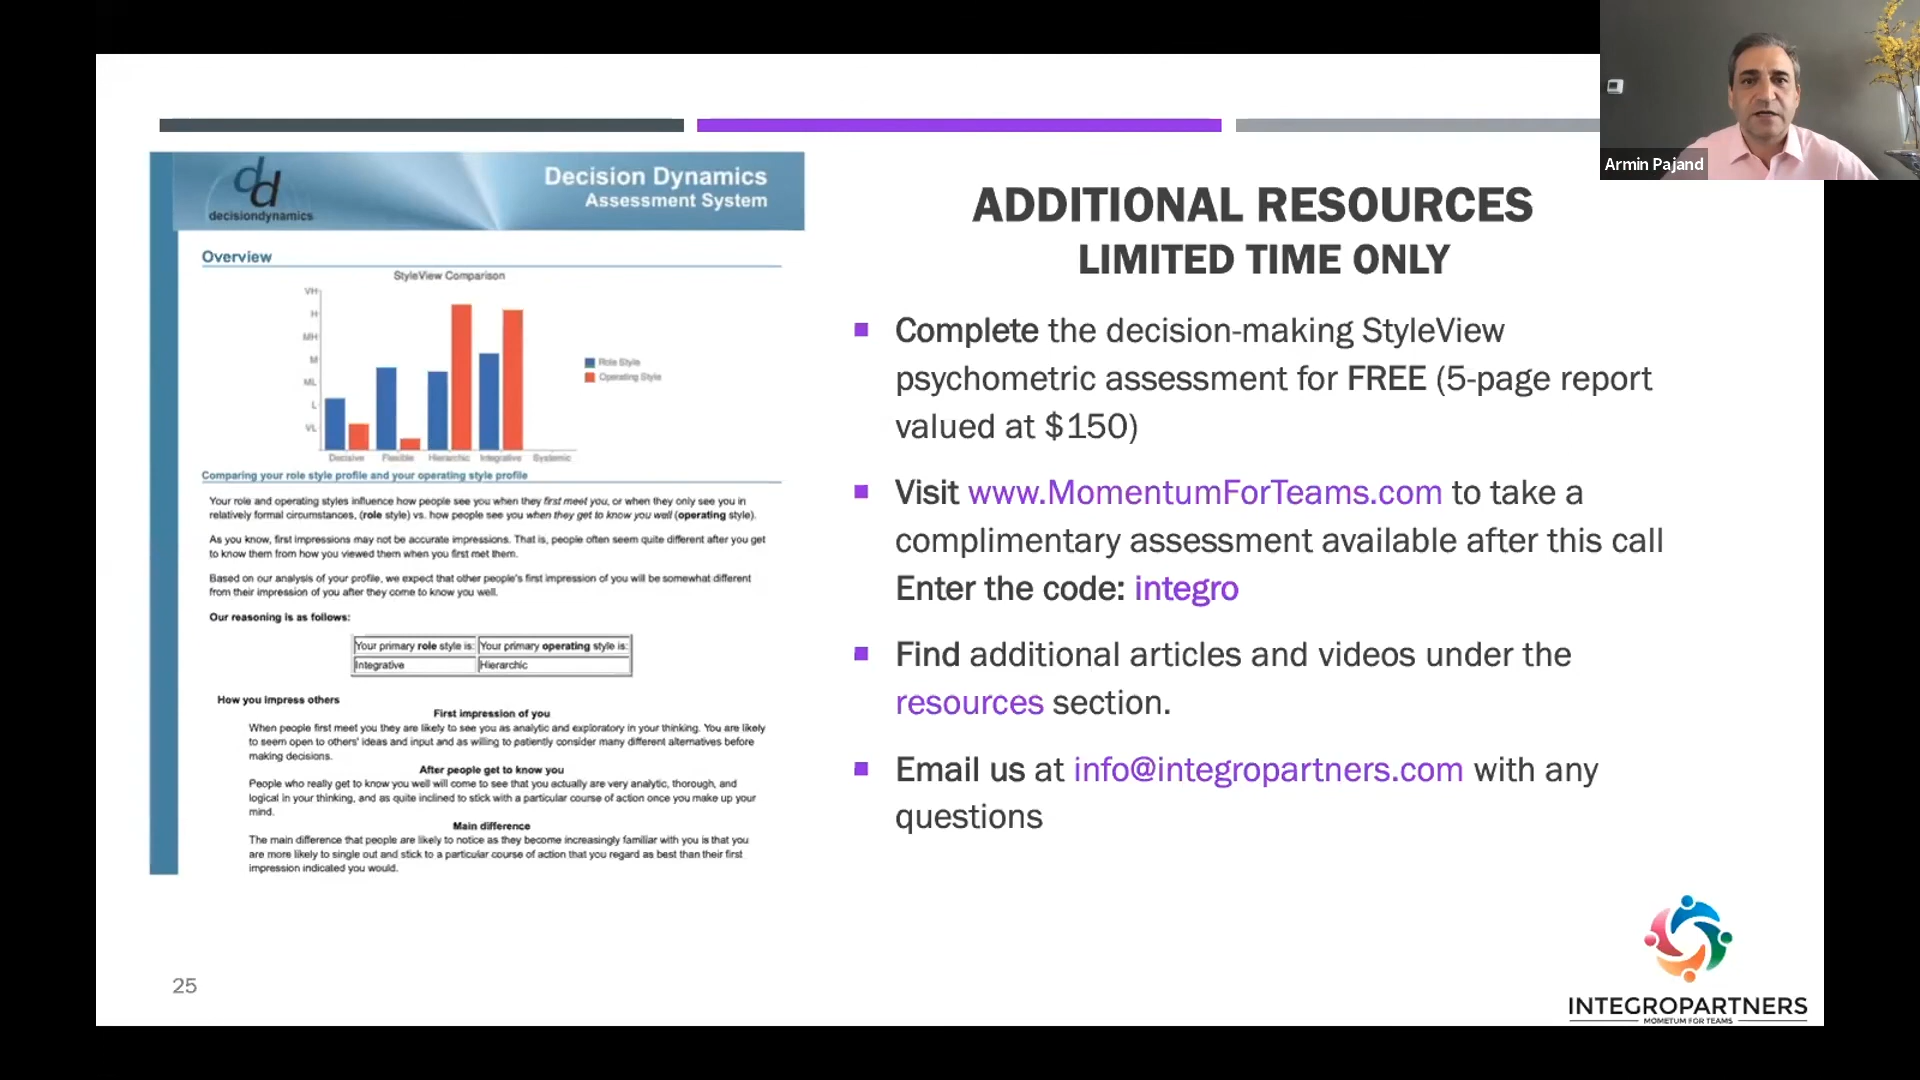 Armin Pajand
dd
decisiondynamics
Decision Dynamics
Assessment System
Overview
StyleView Comparison
VH
H
MH
M
ML
L
VL
Role Style
Operating Style
Decisive Flexible Hierarchic Integrative Systemic
Comparing your role style profile and your operating style profile
Your role and operating styles influence how people see you when they first meet you, or when they only see you in
relatively formal circumstances, (role style) vs. how people see you when they get to know you well (operating style).
As you know, first impressions may not be accurate impressions. That is, people often seem quite different after you get
to know them from how you viewed them when you first met them.
Based on our analysis of your profile, we expect that other people's first impression of you will be somewhat different
from their impression of you after they come to know you well.
Our reasoning is as follows:
Your primary role style is: Your primary operating style is:
Integrative Hierarchic
How you impress others
First impression of you
When people first meet you they are likely to see you as analytic and exploratory in your thinking. You are likely
to seem open to others' ideas and input and as willing to patiently consider many different alternatives before
making decisions.
After people get to know you
People who really get to know you well will come to see that you actually are very analytic, thorough, and
logical in your thinking, and as quite inclined to stick with a particular course of action once you make up your
mind.
Main difference
The main difference that people are likely to notice as they become increasingly familiar with you is that you
are more likely to single out and stick to a particular course of action that you regard as best than their first
impression indicated you would.
25
ADDITIONAL RESOURCES
LIMITED TIME ONLY
Complete the decision-making StyleView
psychometric assessment for FREE (5-page report
valued at $150)
Visit www.MomentumForTeams.com to take a
complimentary assessment available after this call
Enter the code: integro
Find additional articles and videos under the
resources section.
Email us at info@integropartners.com with any
questions
INTEGROPARTNERS
MOMETUM FOR TEAMS